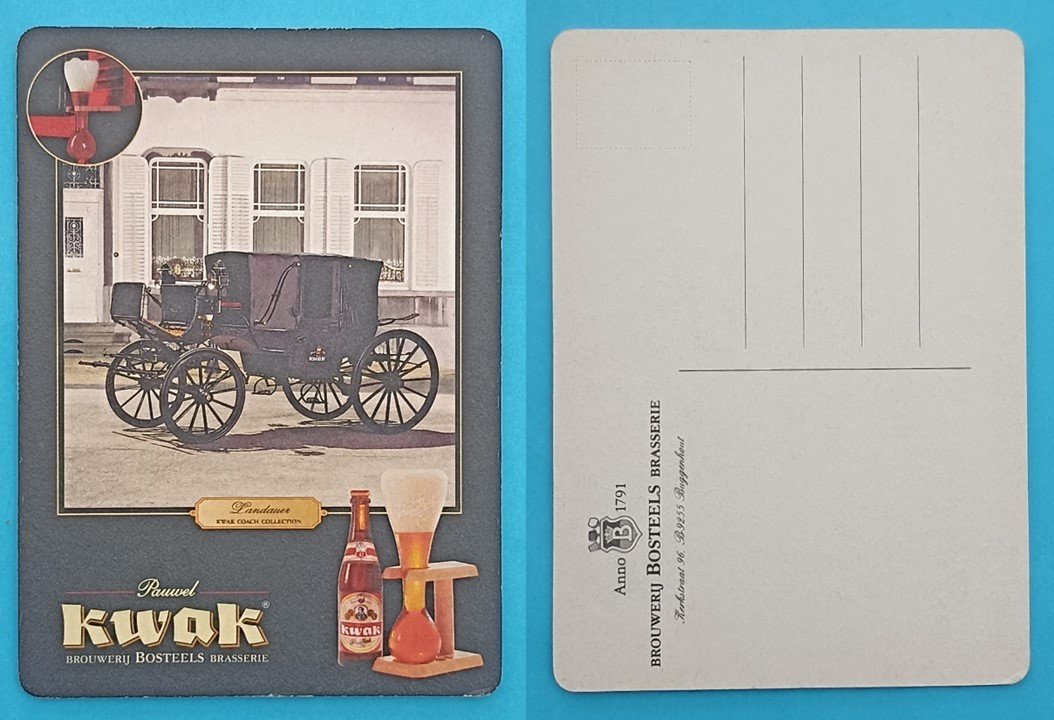 kwak
Landauer
KWAK COACH COLLECTION
kwak
Pauwel
kwak®
BROUWERIJ BOSTEELS BRASSERIE
Anno 1791
B
BROUWERIJ BOSTEELS BRASSERIE
Kerkstraat 96, B9255 Buggenhout